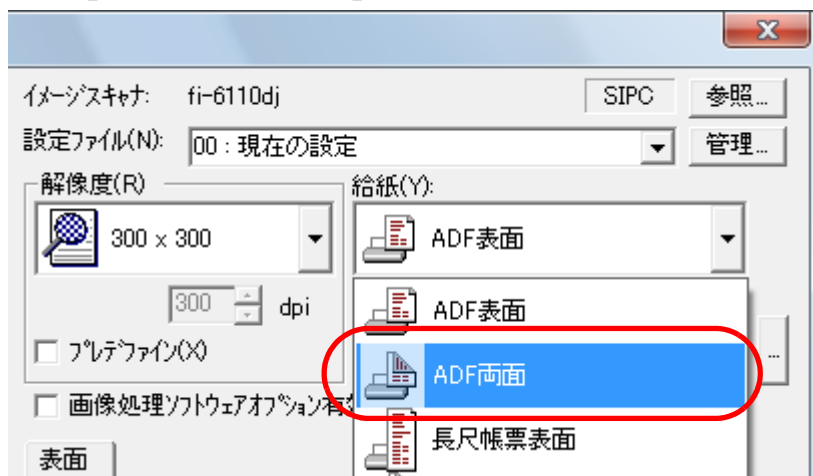 ｲﾒｰｼﾞｽｷｬﾅ: fi-6110dj SIPC 参照...
設定ﾌｧｲﾙ(N): 00 : 現在の設定 管理...
解像度(R) 給紙(Y):
300 × 300 ADF表面
300 dpi ADF表面
ﾌﾟﾚﾃﾞﾌｧｲﾝ(X) ADF両面 ...
画像処理ｿﾌﾄｳｪｱｵﾌﾟｼｮﾝ有
長尺帳票表面
表面